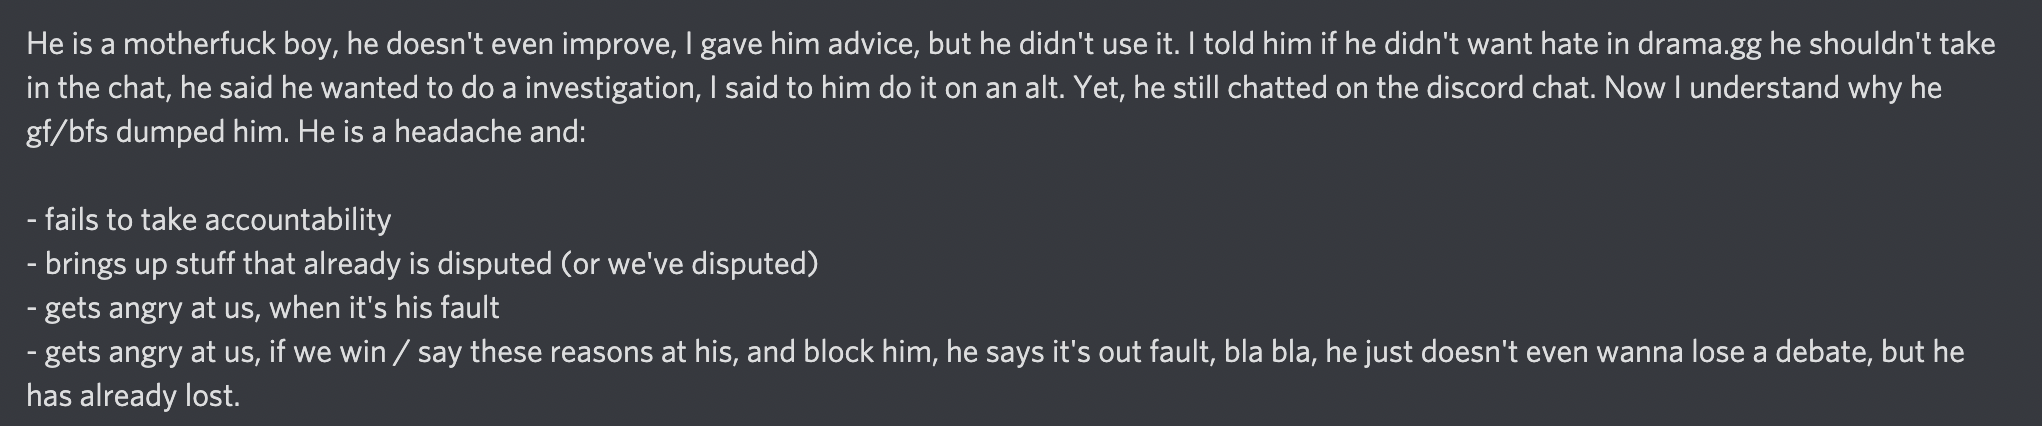 He is a motherfuck boy, he doesn't even improve, I gave him advice, but he didn't use it. I told him if he didn't want hate in drama.gg he shouldn't take
in the chat, he said he wanted to do a investigation, I said to him do it on an alt. Yet, he still chatted on the discord chat. Now I understand why he
gf/bfs dumped him. He is a headache and:
- fails to take accountability
- brings up stuff that already is disputed (or we've disputed)
- gets angry at us, when it's his fault
- gets angry at us, if we win / say these reasons at his, and block him, he says it's out fault, bla bla, he just doesn't even wanna lose a debate, but he
has already lost.